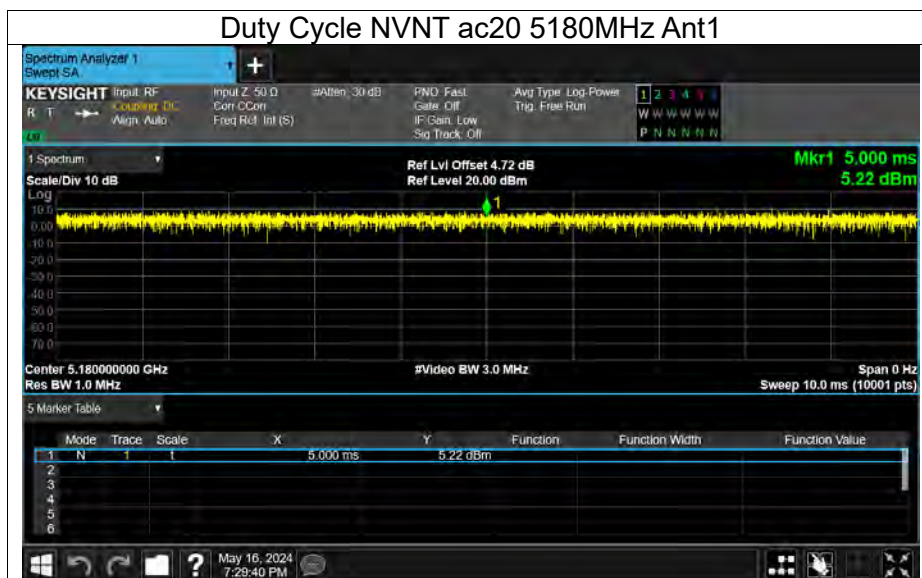 Duty Cycle NVNT ac20 5180MHz Ant1
Spectrum Analyzer 1
Swept SA
+
KEYSIGHT Input: RF Input Z: 50 Ω #Atten: 30 dB PNO: Fast Avg Type: Log-Power 1 2 3 4 5 6
R T Coupling: DC Corr CCorr Gate: Off Trig: Free Run W W W W W W
Align: Auto Freq Ref: Int (S) IF Gain: Low P N N N N N
Sig Track: Off
1 Spectrum
Ref Lvl Offset 4.72 dB Mkr1 5.000 ms
Scale/Div 10 dB Ref Level 20.00 dBm 5.22 dBm
Log
10.0
0.00
-10.0
-20.0
-30.0
-40.0
-50.0
-60.0
-70.0
1
Center 5.180000000 GHz #Video BW 3.0 MHz Span 0 Hz
Res BW 1.0 MHz Sweep 10.0 ms (10001 pts)
5 Marker Table
Mode Trace Scale X Y Function Function Width Function Value
1 N 1 t 5.000 ms 5.22 dBm
2
3
4
5
6
? May 16, 2024
7:29:40 PM